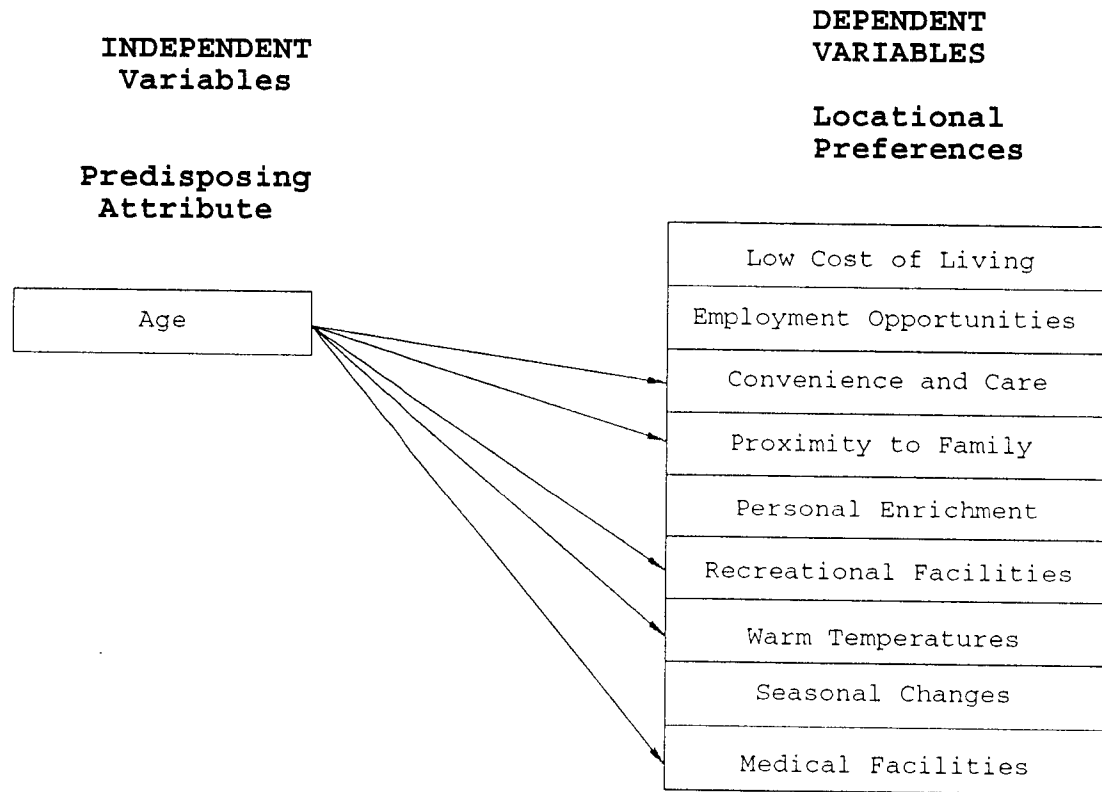 INDEPENDENT
Variables
Predisposing
Attribute
Age
DEPENDENT
VARIABLES
Locational
Preferences
Low Cost of Living
Employment Opportunities
Convenience and Care
Proximity to Family
Personal Enrichment
Recreational Facilities
Warm Temperatures
Seasonal Changes
Medical Facilities